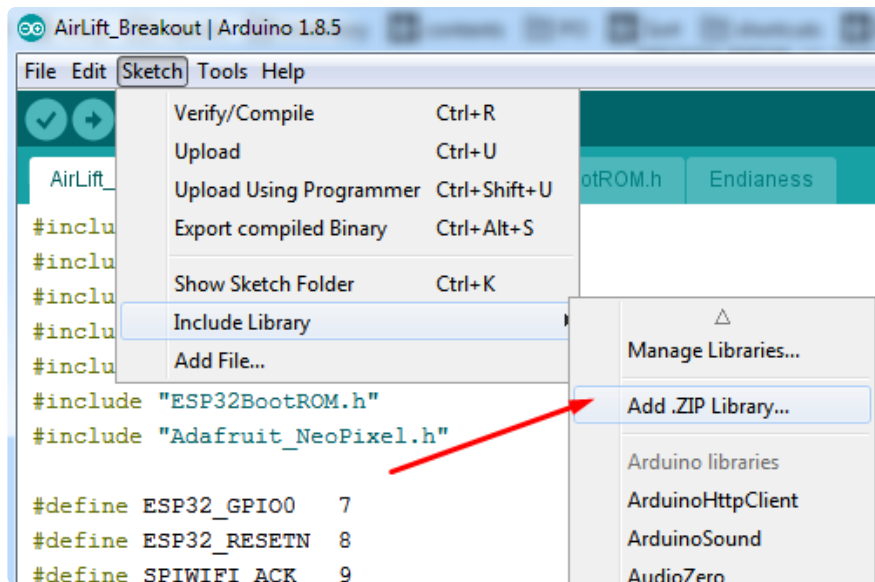 AirLift_Breakout | Arduino 1.8.5
File Edit Sketch Tools Help
Verify/Compile Ctrl+R
Upload Ctrl+U
Upload Using Programmer Ctrl+Shift+U
Export compiled Binary Ctrl+Alt+S
Show Sketch Folder Ctrl+K
Include Library
Add File...
Manage Libraries...
Add .ZIP Library...
Arduino libraries
ArduinoHttpClient
ArduinoSound
AudioZero
AirLift_
otROM.h
Endianess
#inclu
#inclu
#inclu
#inclu
#inclu
#include "ESP32BootROM.h"
#include "Adafruit_NeoPixel.h"
#define ESP32_GPIO0 7
#define ESP32_RESETN 8
#define SPIWIFI_ACK 9